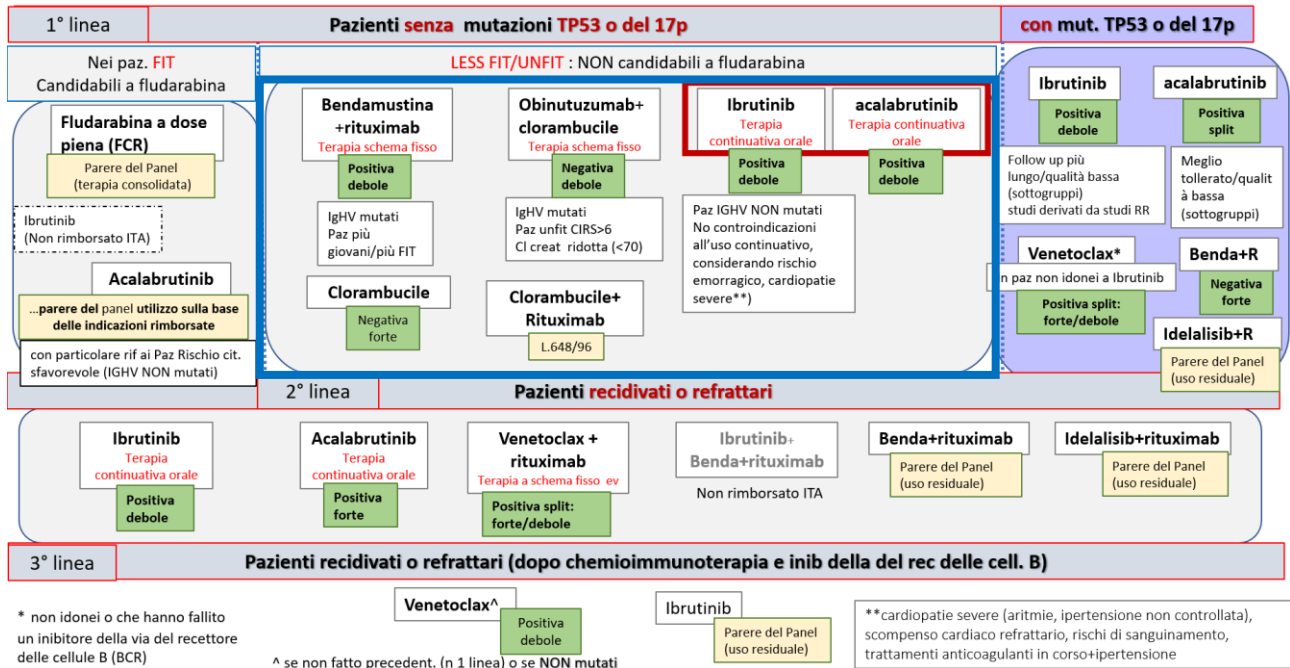 1° linea
Pazienti senza mutazioni TP53 o del 17p
con mut. TP53 o del 17p
Nei paz. FIT
Candidabili a fludarabina
LESS FIT/UNFIT : NON candidabili a fludarabina
Fludarabina a dose
piena (FCR)
Parere del Panel
(terapia consolidata)
Ibrutinib
(Non rimborsato ITA)
Acalabrutinib
...parere del panel utilizzo sulla base
delle indicazioni rimborsate
con particolare rif ai Paz Rischio cit.
sfavorevole (IGHV NON mutati)
Bendamustina
+rituximab
Terapia schema fisso
Positiva
debole
IgHV mutati
Paz più
giovani/più FIT
Clorambucile
Negativa
forte
Obinutuzumab+
clorambucile
Terapia schema fisso
Negativa
debole
IgHV mutati
Paz unfit CIRS>6
Cl creat ridotta (<70)
Clorambucile+
Rituximab
L.648/96
Ibrutinib
Terapia
continuativa orale
Positiva
debole
acalabrutinib
Terapia continuativa
orale
Positiva
debole
Paz IGHV NON mutati
No controindicazioni
all'uso continuativo,
considerando rischio
emorragico, cardiopatie
severe**)
Ibrutinib
Positiva
debole
Follow up più
lungo/qualità bassa
(sottogruppi)
studi derivati da studi RR
acalabrutinib
Positiva
split
Meglio
tollerato/qualit
à bassa
(sottogruppi)
Venetoclax*
n paz non idonei a Ibrutinib
Positiva split:
forte/debole
Benda+R
Negativa
forte
Idelalisib+R
Parere del Panel
(uso residuale)
2° linea
Pazienti recidivati o refrattari
Ibrutinib
Terapia
continuativa orale
Positiva
debole
Acalabrutinib
Terapia
continuativa orale
Positiva
forte
Venetoclax +
rituximab
Terapia a schema fisso ev
Positiva split:
forte/debole
Ibrutinib+
Benda+rituximab
Non rimborsato ITA
Benda+rituximab
Parere del Panel
(uso residuale)
Idelalisib+rituximab
Parere del Panel
(uso residuale)
3° linea
Pazienti recidivati o refrattari (dopo chemioimmunoterapia e inib della del rec delle cell. B)
* non idonei o che hanno fallito
un inibitore della via del recettore
delle cellule B (BCR)
Venetoclax^
Positiva
debole
^ se non fatto precedent. (n 1 linea) o se NON mutati
Ibrutinib
Parere del Panel
(uso residuale)
**cardiopatie severe (aritmie, ipertensione non controllata),
scompenso cardiaco refrattario, rischi di sanguinamento,
trattamenti anticoagulanti in corso+ipertensione